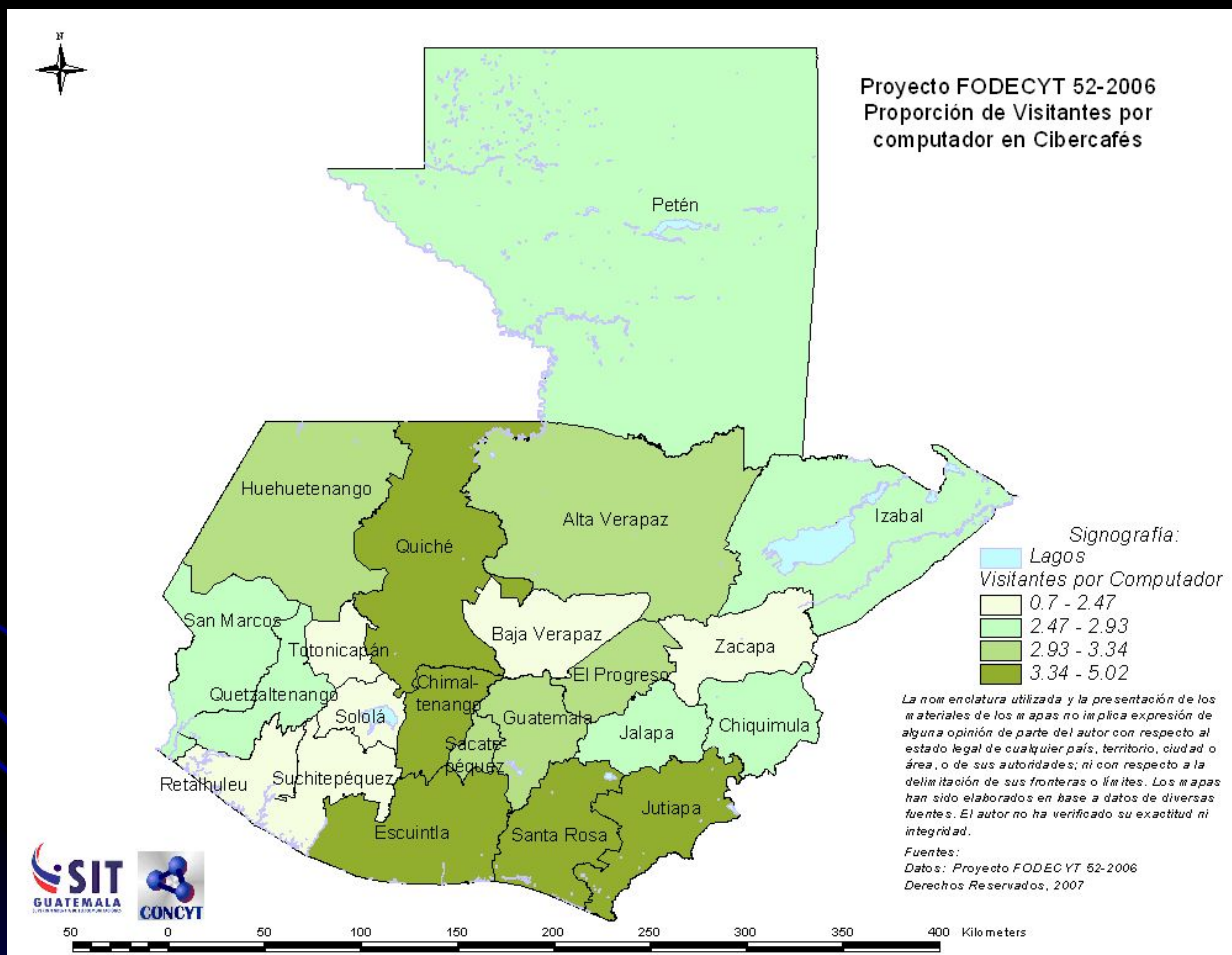 N
Proyecto FODECYT 52-2006
Proporción de Visitantes por
computador en Cibercafés
Petén
Huehuetenango
Quiché
Alta Verapaz
Izabal
San Marcos
Totonicapán
Baja Verapaz
Zacapa
Quetzaltenango
Sololá
Chimal-
tenango
El Progreso
Guatemala
Sacate-
péquez
Jalapa
Chiquimula
Retalhuleu
Suchitepéquez
Escuintla
Santa Rosa
Jutiapa
Signografía:
Lagos
Visitantes por Computador
0.7 - 2.47
2.47 - 2.93
2.93 - 3.34
3.34 - 5.02
La nomenclatura utilizada y la presentación de los
materiales de los mapas no implica expresión de
alguna opinión de parte del autor con respecto al
estado legal de cualquier país, territorio, ciudad o
área, o de sus autoridades; ni con respecto a la
delimitación de sus fronteras o límites. Los mapas
han sido elaborados en base a datos de diversas
fuentes. El autor no ha verificado su exactitud ni
integridad.
Fuentes:
Datos: Proyecto FODECYT 52-2006
Derechos Reservados, 2007
SIT
GUATEMALA
CONCYT
50 0 50 100 150 200 250 300 350 400 Kilometers